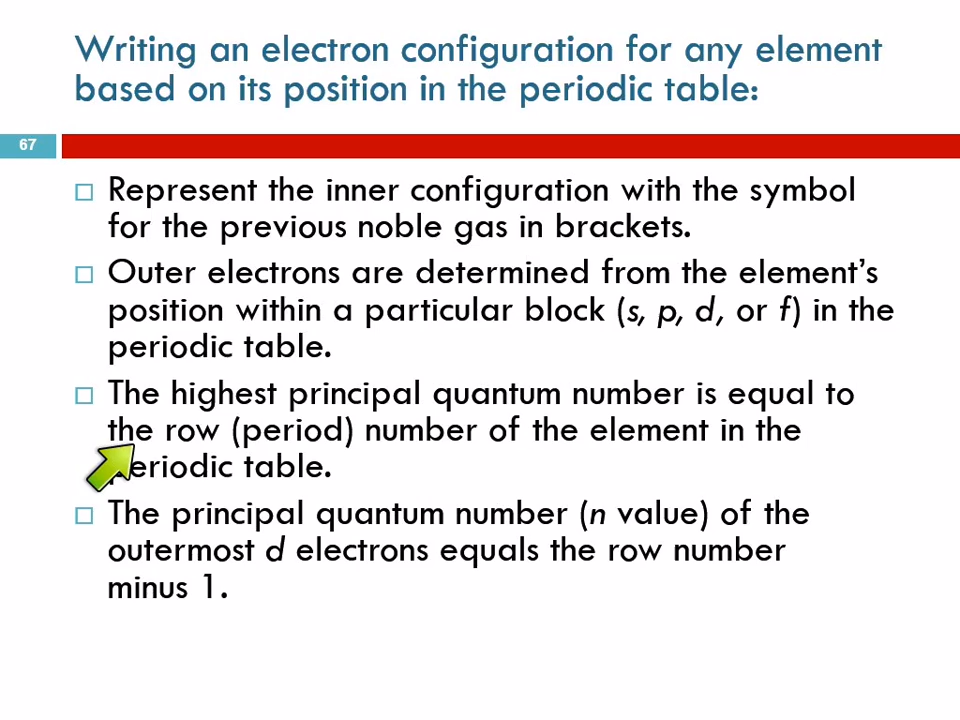 Writing an electron configuration for any element
based on its position in the periodic table:
67
Represent the inner configuration with the symbol
for the previous noble gas in brackets.
Outer electrons are determined from the element’s
position within a particular block (s, p, d, or f) in the
periodic table.
The highest principal quantum number is equal to
the row (period) number of the element in the
periodic table.
The principal quantum number (n value) of the
outermost d electrons equals the row number
minus 1.